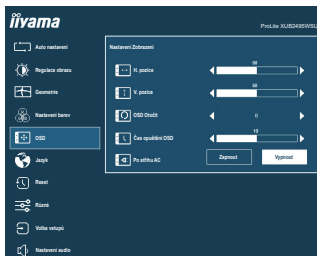 iiyama
ProLite XUB2495WSU
Auto nastavení
Regulace obrazu
Geometrie
Nastavení barev
OSD
Jazyk
Reset
Různé
Volba vstupů
Nastavení audio
Nastavení Zobrazení
H. pozice
50
V. pozice
50
OSD Otočit
0
Čas opuštění OSD
10
Po střihu AC
Zapnout
Vypnout